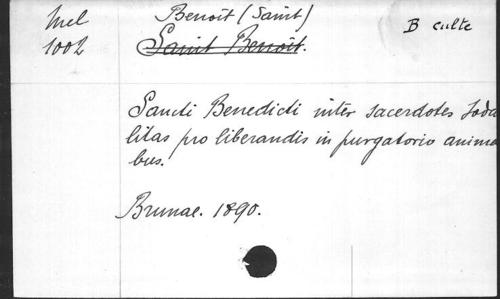 Mel
1002
Benoit (Saint)
Saint Benoit.
B culte
Sancti Benedicti inter sacerdotes soda
litas pro liberandis in purgatorio anima
bus.
Brunae. 1890.